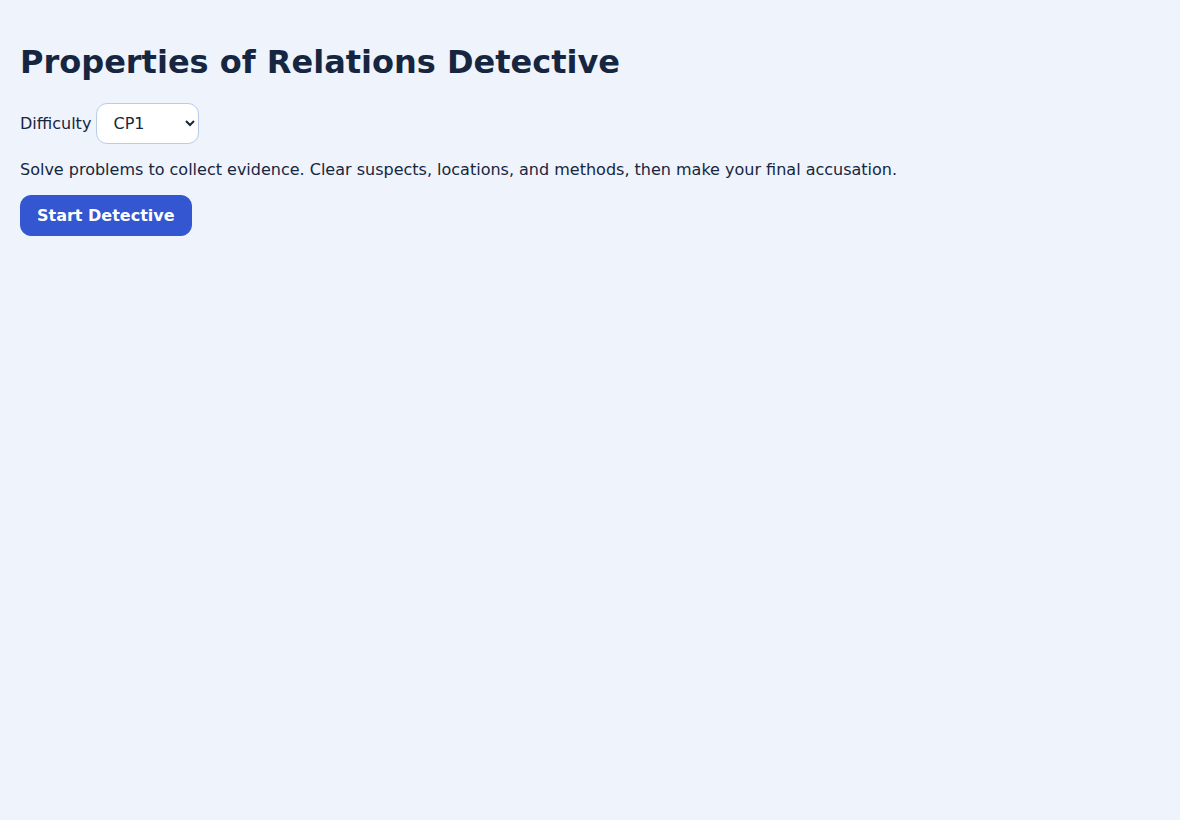 Properties of Relations Detective
Difficulty CP1
Solve problems to collect evidence. Clear suspects, locations, and methods, then make your final accusation.
Start Detective